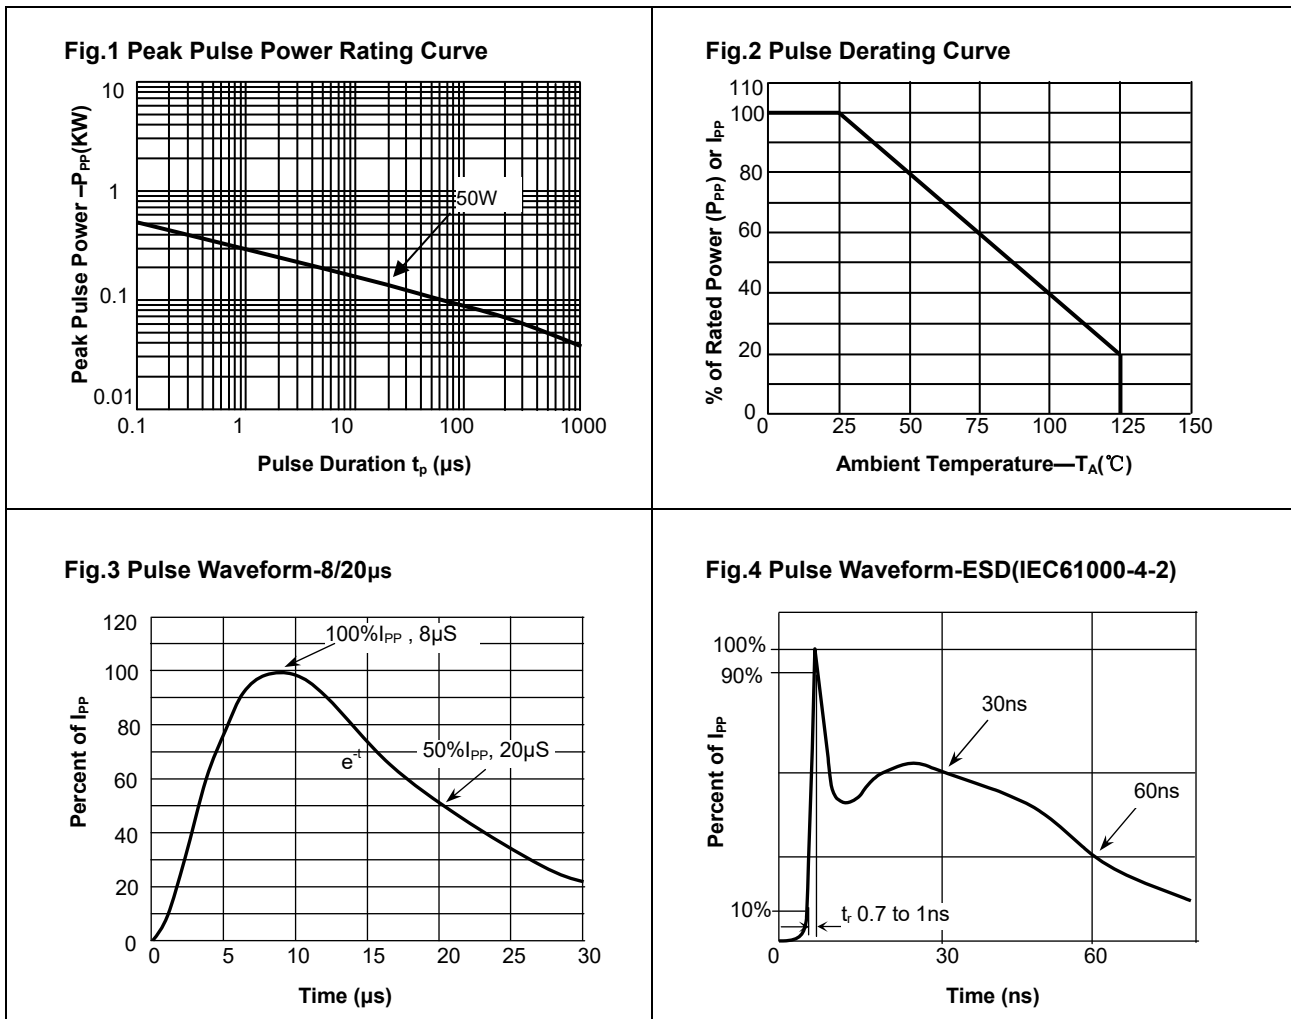 Fig.1 Peak Pulse Power Rating Curve
Peak Pulse Power –PPP(KW)
10
1
0.1
0.01
50W
0.1 1 10 100 1000
Pulse Duration tp (µs)
Fig.2 Pulse Derating Curve
% of Rated Power (PPP) or IPP
110
100
80
60
40
20
0
0 25 50 75 100 125 150
Ambient Temperature—TA(℃)
Fig.3 Pulse Waveform-8/20µs
Percent of IPP
120
100
80
60
40
20
0
100%IPP , 8µS
e-t
50%IPP, 20µS
0 5 10 15 20 25 30
Time (µs)
Fig.4 Pulse Waveform-ESD(IEC61000-4-2)
Percent of IPP
100%
90%
10%
30ns
60ns
tr 0.7 to 1ns
30 60
Time (ns)